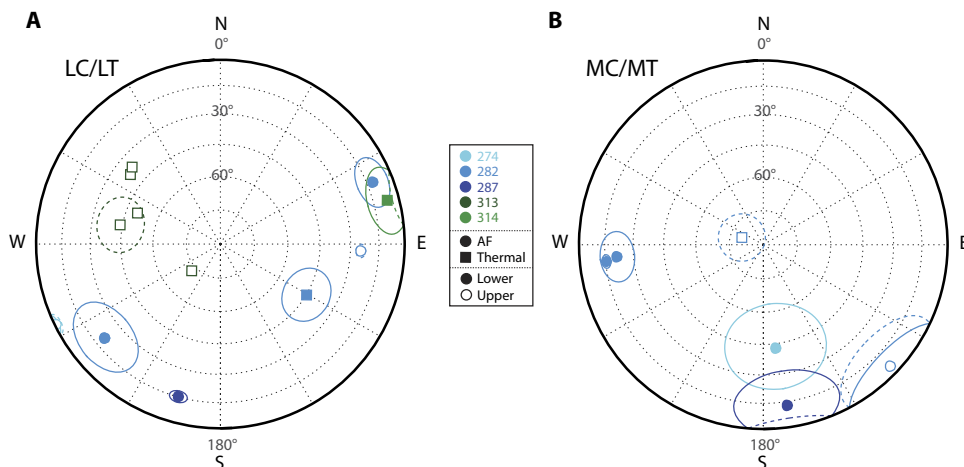 A
N
0°
LC/LT
30°
60°
W
E
180°
S
274
282
287
313
314
AF
Thermal
Lower
Upper
B
N
0°
MC/MT
30°
60°
W
E
180°
S